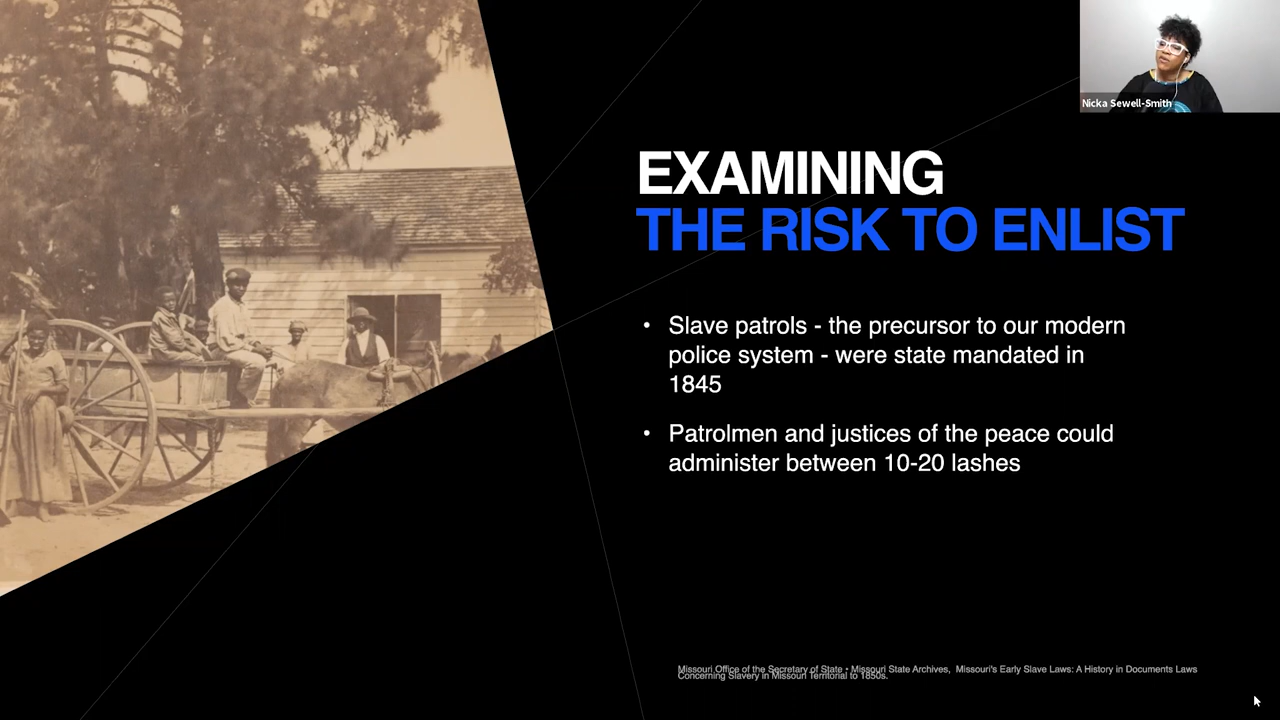 Nicka Sewell-Smith
EXAMINING
THE RISK TO ENLIST
• Slave patrols - the precursor to our modern
police system - were state mandated in
1845
• Patrolmen and justices of the peace could
administer between 10-20 lashes
Missouri Office of the Secretary of State • Missouri State Archives, Missouri's Early Slave Laws: A History in Documents Laws
Concerning Slavery in Missouri Territorial to 1850s.